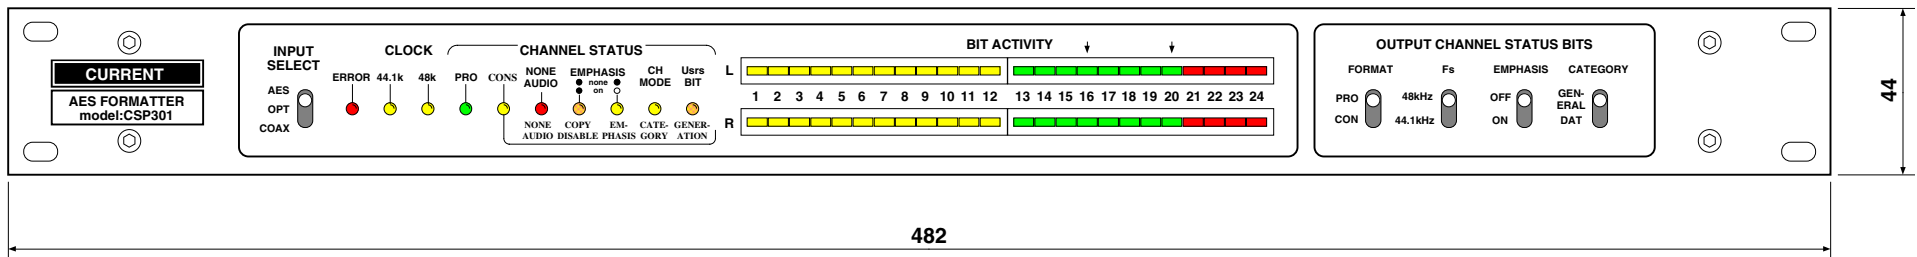 CURRENT
AES FORMATTER
model:CSP301
INPUT
SELECT
AES
OPT
COAX
CLOCK
CHANNEL STATUS
ERROR 44.1k 48k PRO CONS
NONE
AUDIO
EMPHASIS
none
on
CH
MODE
Usrs
BIT
NONE
AUDIO
COPY
DISABLE
EM-
PHASIS
CATE-
GORY
GENER-
ATION
BIT ACTIVITY
L
1 2 3 4 5 6 7 8 9 10 11 12 13 14 15 16 17 18 19 20 21 22 23 24
R
OUTPUT CHANNEL STATUS BITS
FORMAT Fs EMPHASIS CATEGORY
PRO
CON
48kHz
44.1kHz
OFF
ON
GEN-
ERAL
DAT
44
482